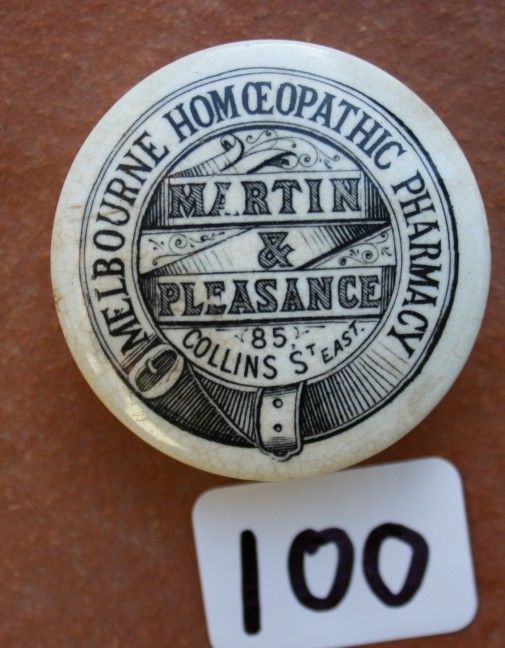 MELBOURNE HOMŒOPATHIC PHARMACY
MARTIN
&
PLEASANCE
85,
COLLINS ST EAST.
100